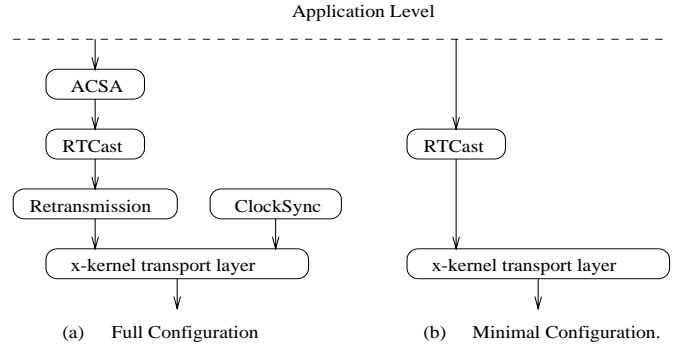 Application Level
ACSA
RTCast
RTCast
Retransmission
ClockSync
x-kernel transport layer
x-kernel transport layer
(a) Full Configuration
(b) Minimal Configuration.